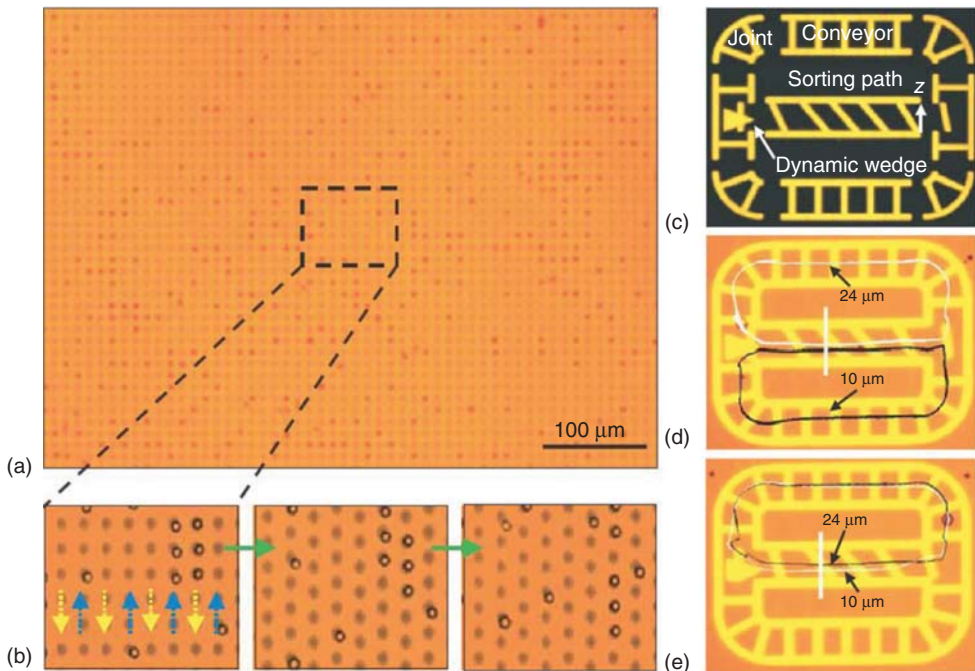 (a)
100 μm
(b)
(c)
Joint
Conveyor
Sorting path
z
Dynamic wedge
(d)
24 μm
10 μm
(e)
24 μm
10 μm